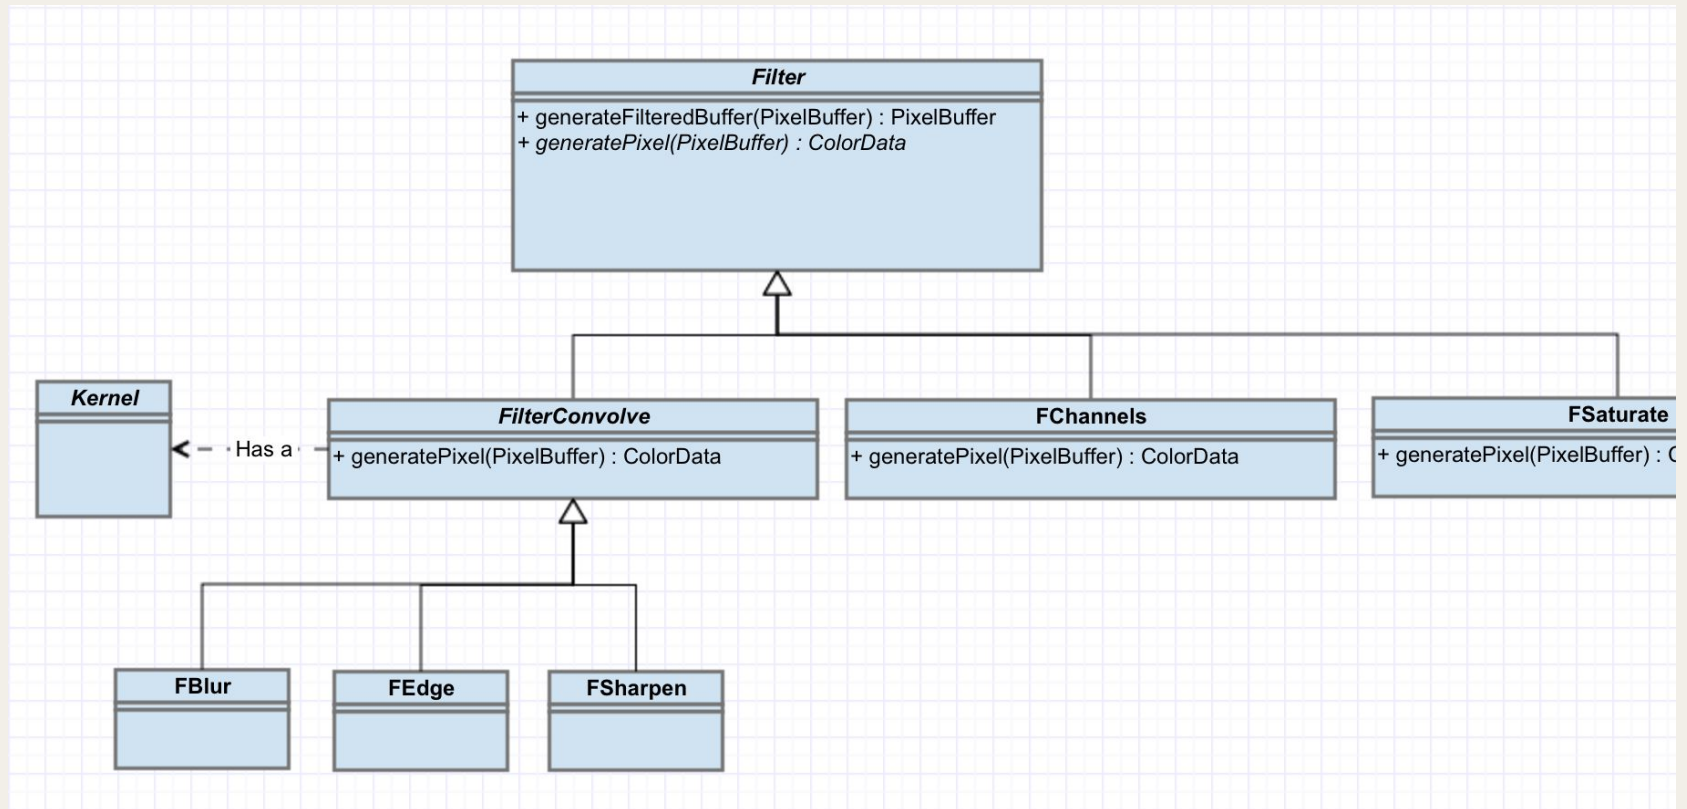 Filter
+ generateFilteredBuffer(PixelBuffer) : PixelBuffer
+ generatePixel(PixelBuffer) : ColorData
Kernel
Has a
FilterConvolve
+ generatePixel(PixelBuffer) : ColorData
FChannels
+ generatePixel(PixelBuffer) : ColorData
FSaturate
+ generatePixel(PixelBuffer) :
FBlur
FEdge
FSharpen